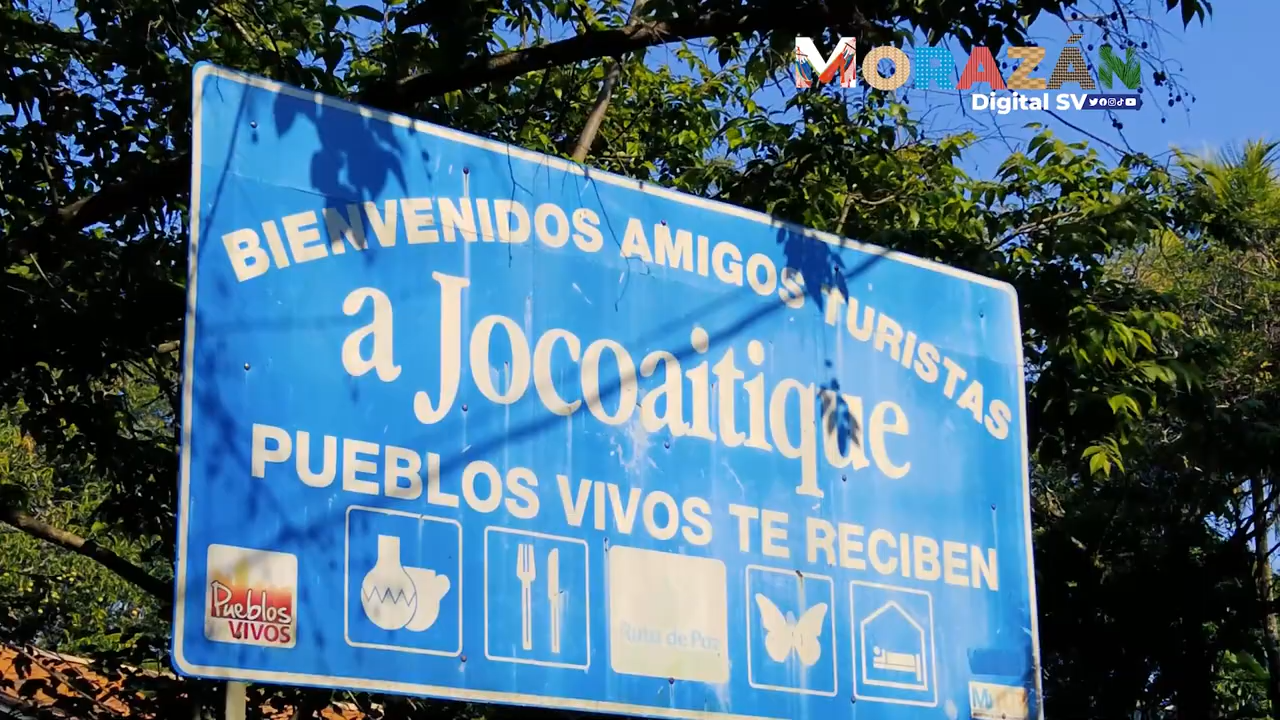 MORAZÁN
Digital SV
BIENVENIDOS AMIGOS TURISTAS
a Jocoaitique
PUEBLOS VIVOS TE RECIBEN
Pueblos
VIVOS
Ruta de Paz